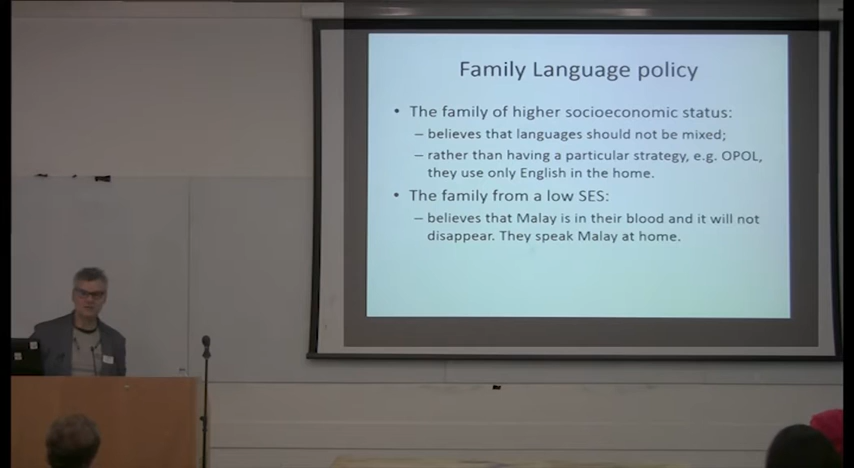 Family Language policy
• The family of higher socioeconomic status:
– believes that languages should not be mixed;
– rather than having a particular strategy, e.g. OPOL,
they use only English in the home.
• The family from a low SES:
– believes that Malay is in their blood and it will not
disappear. They speak Malay at home.